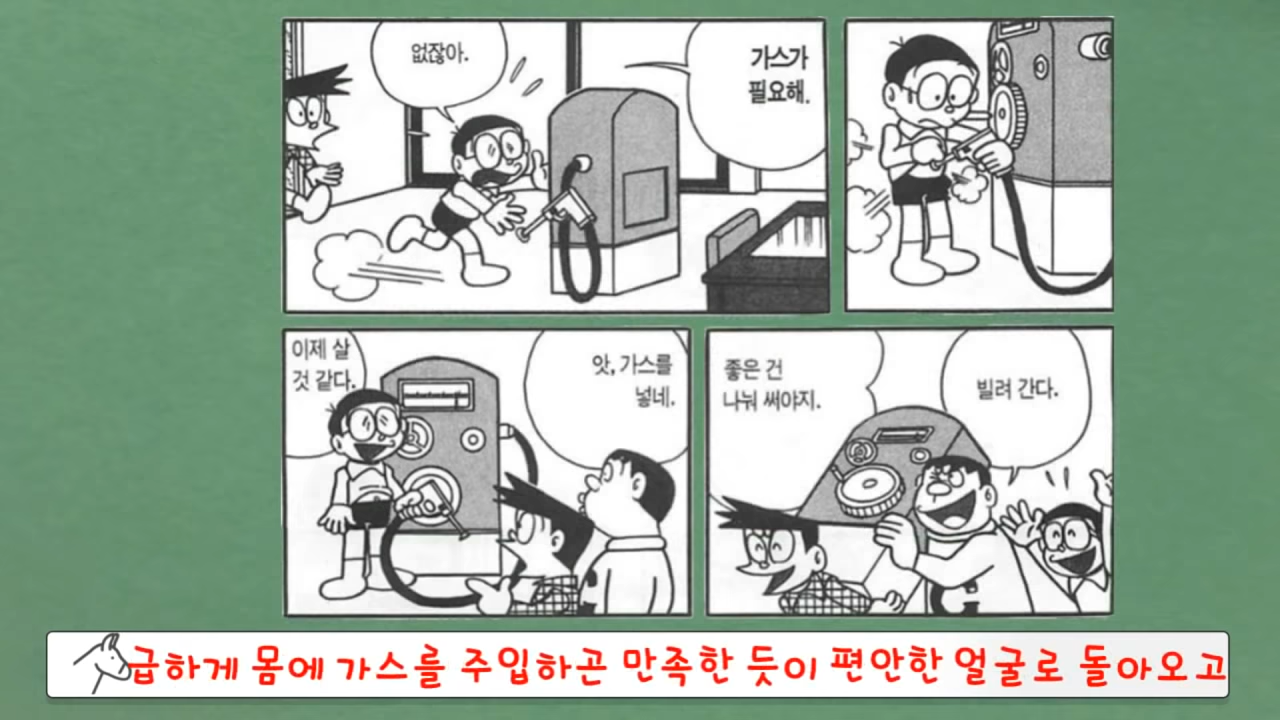 없잖아.
가스가
필요해.
이제 살
것 같다.
앗, 가스를
넣네.
좋은 건
나눠 써야지.
빌려 간다.
급하게 몸에 가스를 주입하곤 만족한 듯이 편안한 얼굴로 돌아오고